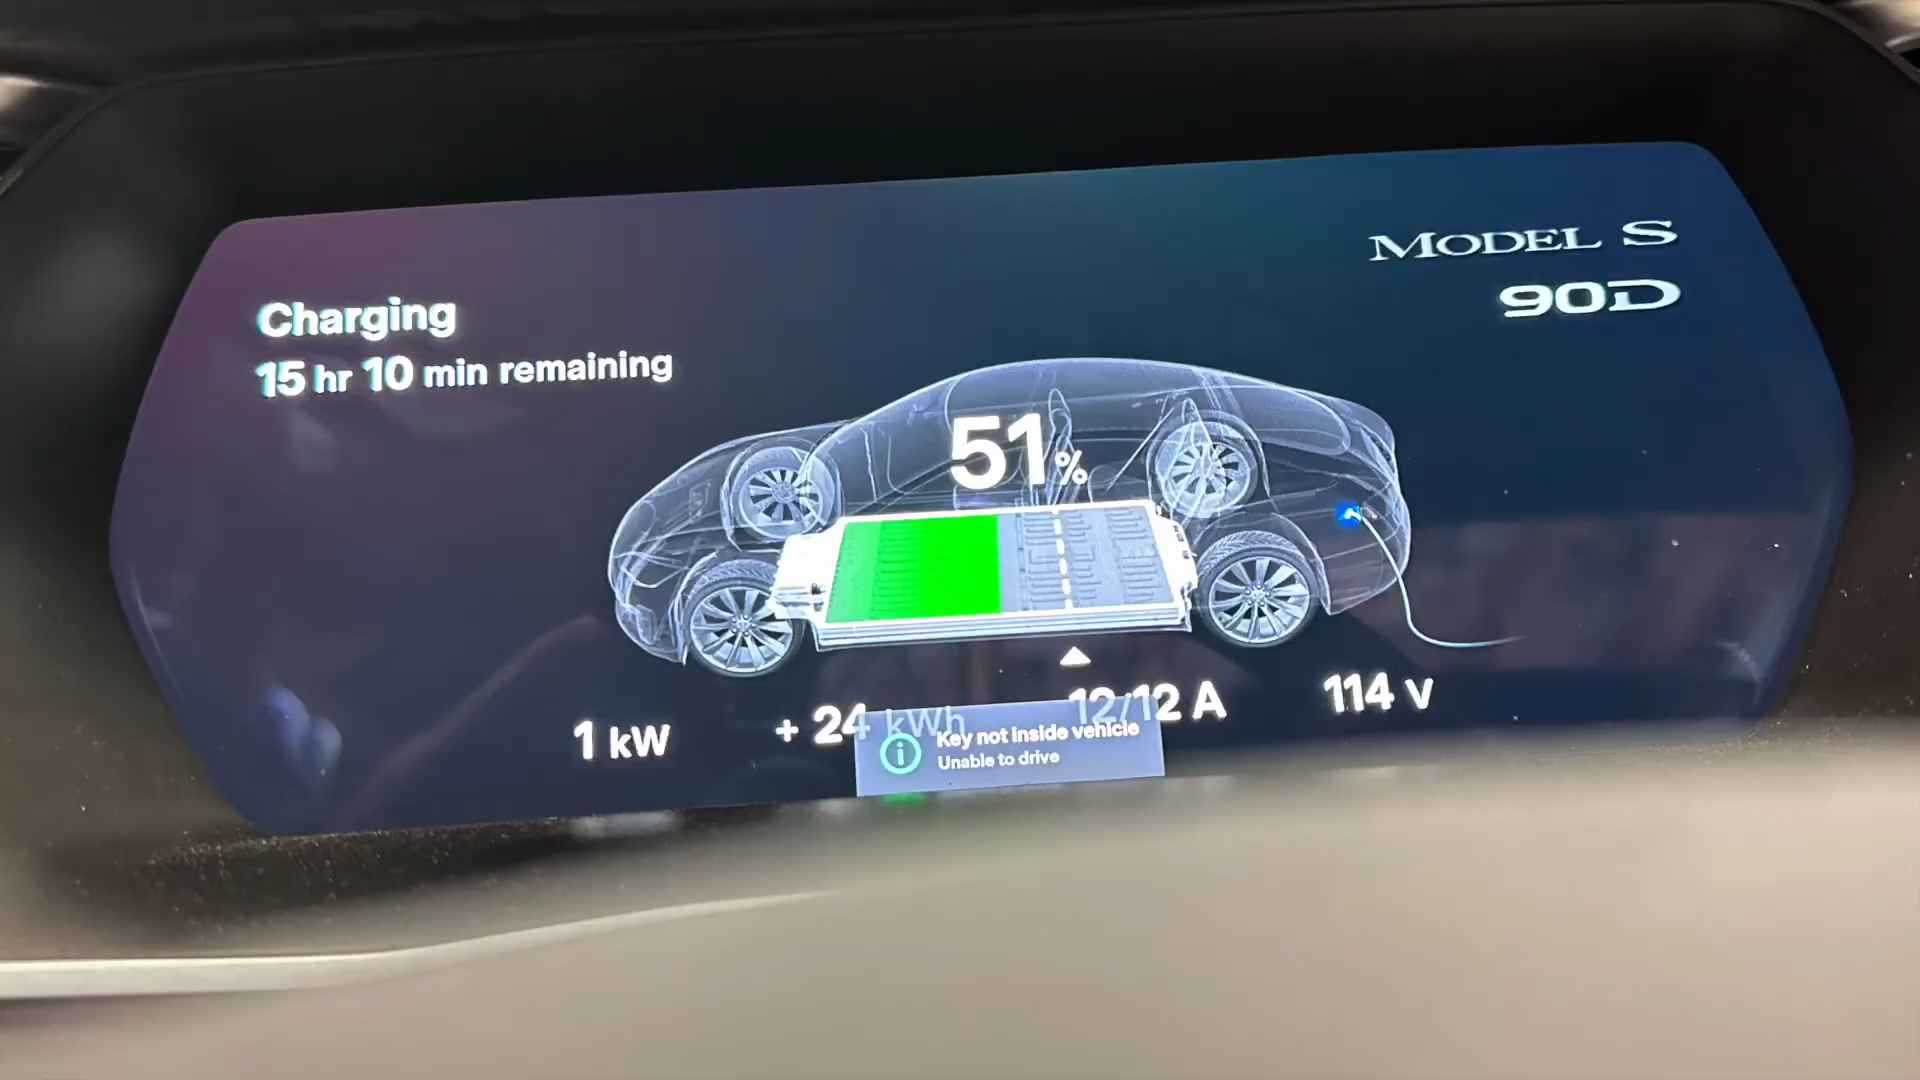 MODEL S
90D
Charging
15 hr 10 min remaining
51%
1 kW
+ 24 kWh
12/12 A
114 V
Key not inside vehicle
Unable to drive